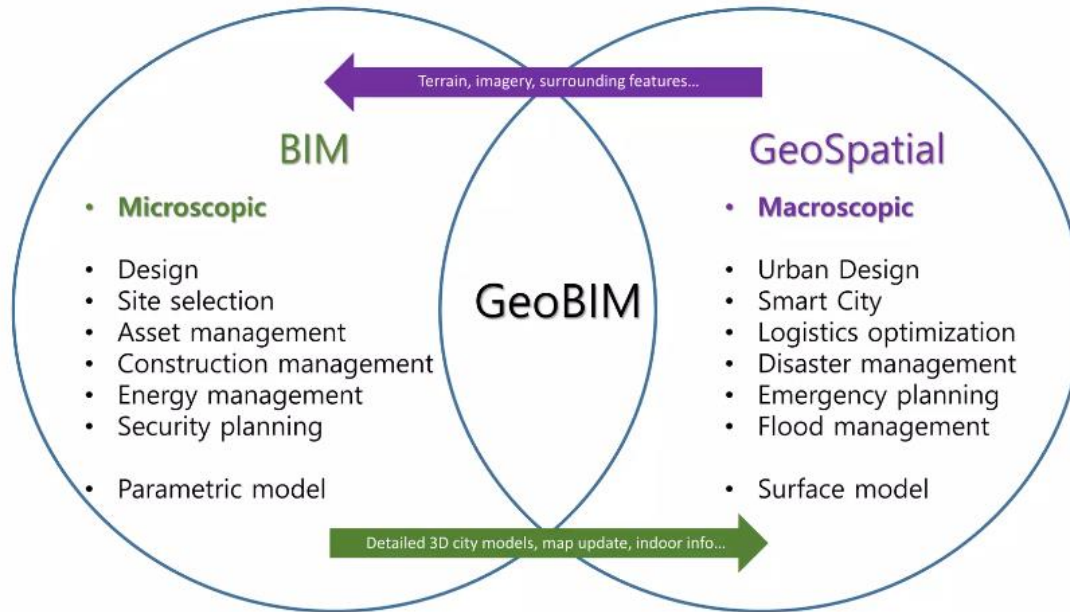 Terrain, imagery, surrounding features...
BIM
• Microscopic
• Design
• Site selection
• Asset management
• Construction management
• Energy management
• Security planning
• Parametric model
GeoBIM
GeoSpatial
• Macroscopic
• Urban Design
• Smart City
• Logistics optimization
• Disaster management
• Emergency planning
• Flood management
• Surface model
Detailed 3D city models, map update, indoor info...